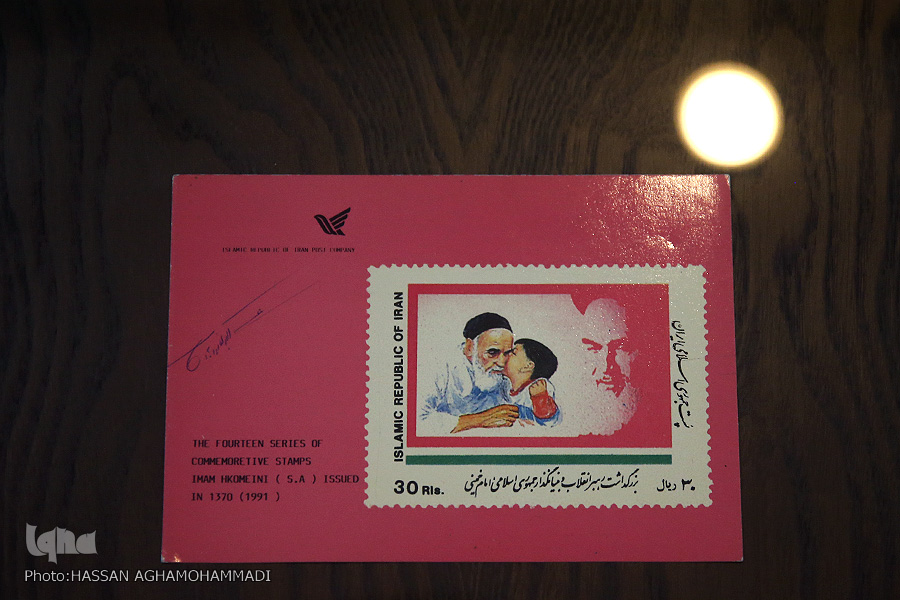 ISLAMIC REPUBLIC OF IRAN POST COMPANY
THE FOURTEEN SERIES OF
COMMEMORETIVE STAMPS
IMAM HKOMEINI ( S.A ) ISSUED
IN 1370 (1991 )
ISLAMIC REPUBLIC OF IRAN
پست جمهوری اسلامی ایران
بزرگداشت رهبر انقلاب و بنیانگذار جمهوری اسلامی امام خمینی
30 Rls.
۳۰ ریال
iqna
Photo:HASSAN AGHAMOHAMMADI